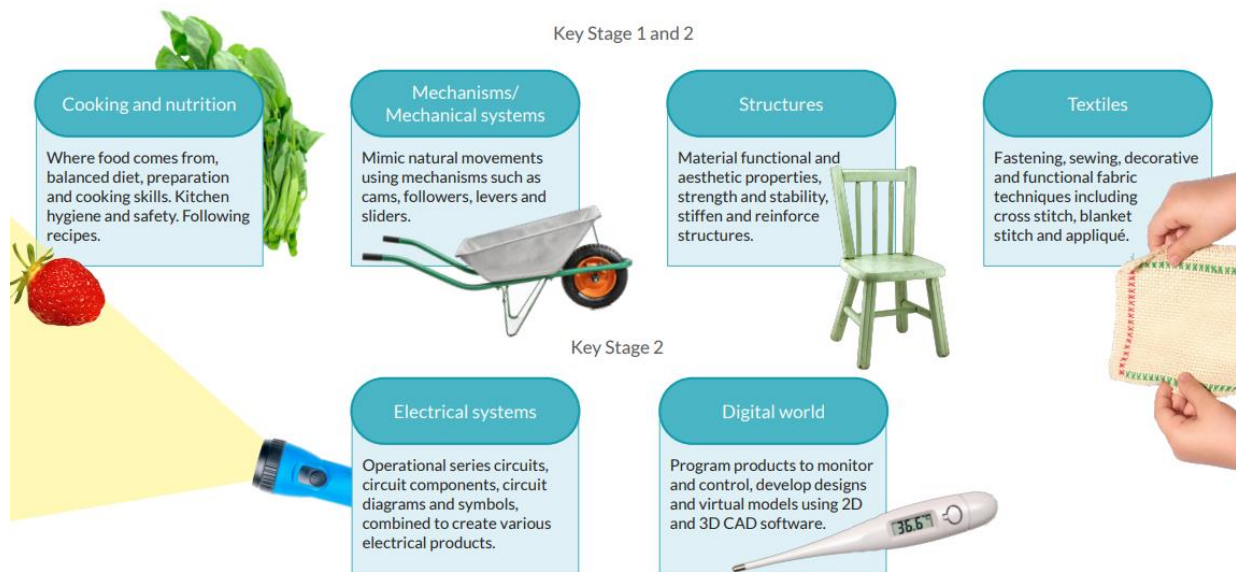 Key Stage 1 and 2
Cooking and nutrition
Where food comes from,
balanced diet, preparation
and cooking skills. Kitchen
hygiene and safety. Following
recipes.
Mechanisms/
Mechanical systems
Mimic natural movements
using mechanisms such as
cams, followers, levers and
sliders.
Structures
Material functional and
aesthetic properties,
strength and stability,
stiffen and reinforce
structures.
Textiles
Fastening, sewing, decorative
and functional fabric
techniques including
cross stitch, blanket
stitch and appliqué.
Key Stage 2
Electrical systems
Operational series circuits,
circuit components, circuit
diagrams and symbols,
combined to create various
electrical products.
Digital world
Program products to monitor
and control, develop designs
and virtual models using 2D
and 3D CAD software.
36.6°